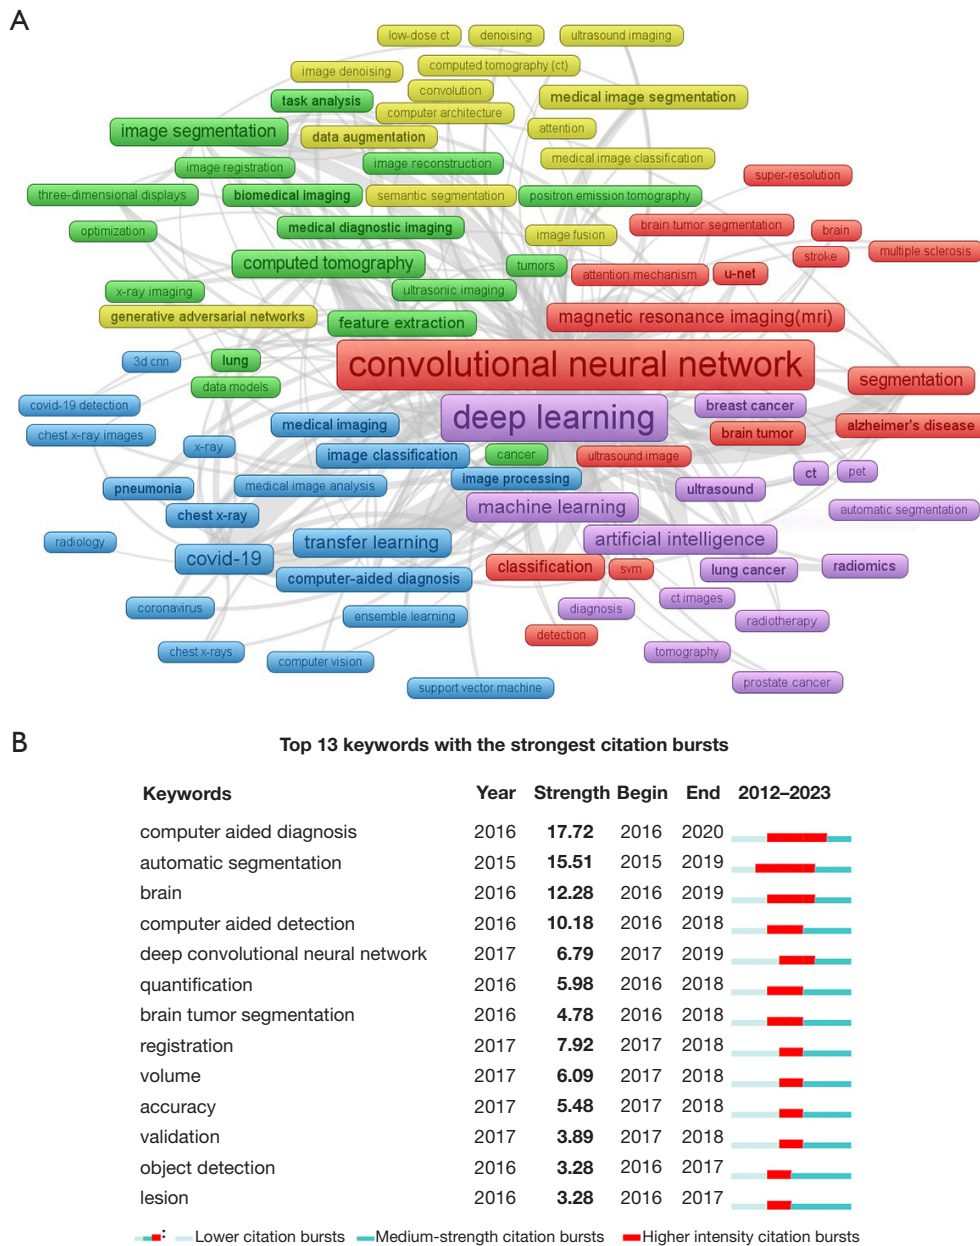 A
low-dose ct denoising ultrasound imaging
image denoising computed tomography (ct)
task analysis convolution medical image segmentation
computer architecture
image segmentation data augmentation attention
image registration image reconstruction medical image classification
super-resolution
three-dimensional displays biomedical imaging semantic segmentation positron emission tomography
optimization medical diagnostic imaging image fusion brain tumor segmentation brain
computed tomography tumors stroke multiple sclerosis
attention mechanism u-net
x-ray imaging ultrasonic imaging
generative adversarial networks feature extraction magnetic resonance imaging(mri)
3d cnn lung convolutional neural network
data models segmentation
covid-19 detection deep learning breast cancer
chest x-ray images medical imaging brain tumor alzheimer's disease
x-ray image classification cancer ultrasound image
medical image analysis image processing ct pet
pneumonia ultrasound
chest x-ray machine learning automatic segmentation
radiology transfer learning artificial intelligence
covid-19 classification svm lung cancer radiomics
computer-aided diagnosis
coronavirus ensemble learning diagnosis ct images
radiotherapy
detection
chest x-rays computer vision tomography
support vector machine prostate cancer
B
Top 13 keywords with the strongest citation bursts
Keywords Year Strength Begin End 2012–2023
computer aided diagnosis 2016 17.72 2016 2020
automatic segmentation 2015 15.51 2015 2019
brain 2016 12.28 2016 2019
computer aided detection 2016 10.18 2016 2018
deep convolutional neural network 2017 6.79 2017 2019
quantification 2016 5.98 2016 2018
brain tumor segmentation 2016 4.78 2016 2018
registration 2017 7.92 2017 2018
volume 2017 6.09 2017 2018
accuracy 2017 5.48 2017 2018
validation 2017 3.89 2017 2018
object detection 2016 3.28 2016 2017
lesion 2016 3.28 2016 2017
Lower citation bursts Medium-strength citation bursts Higher intensity citation bursts